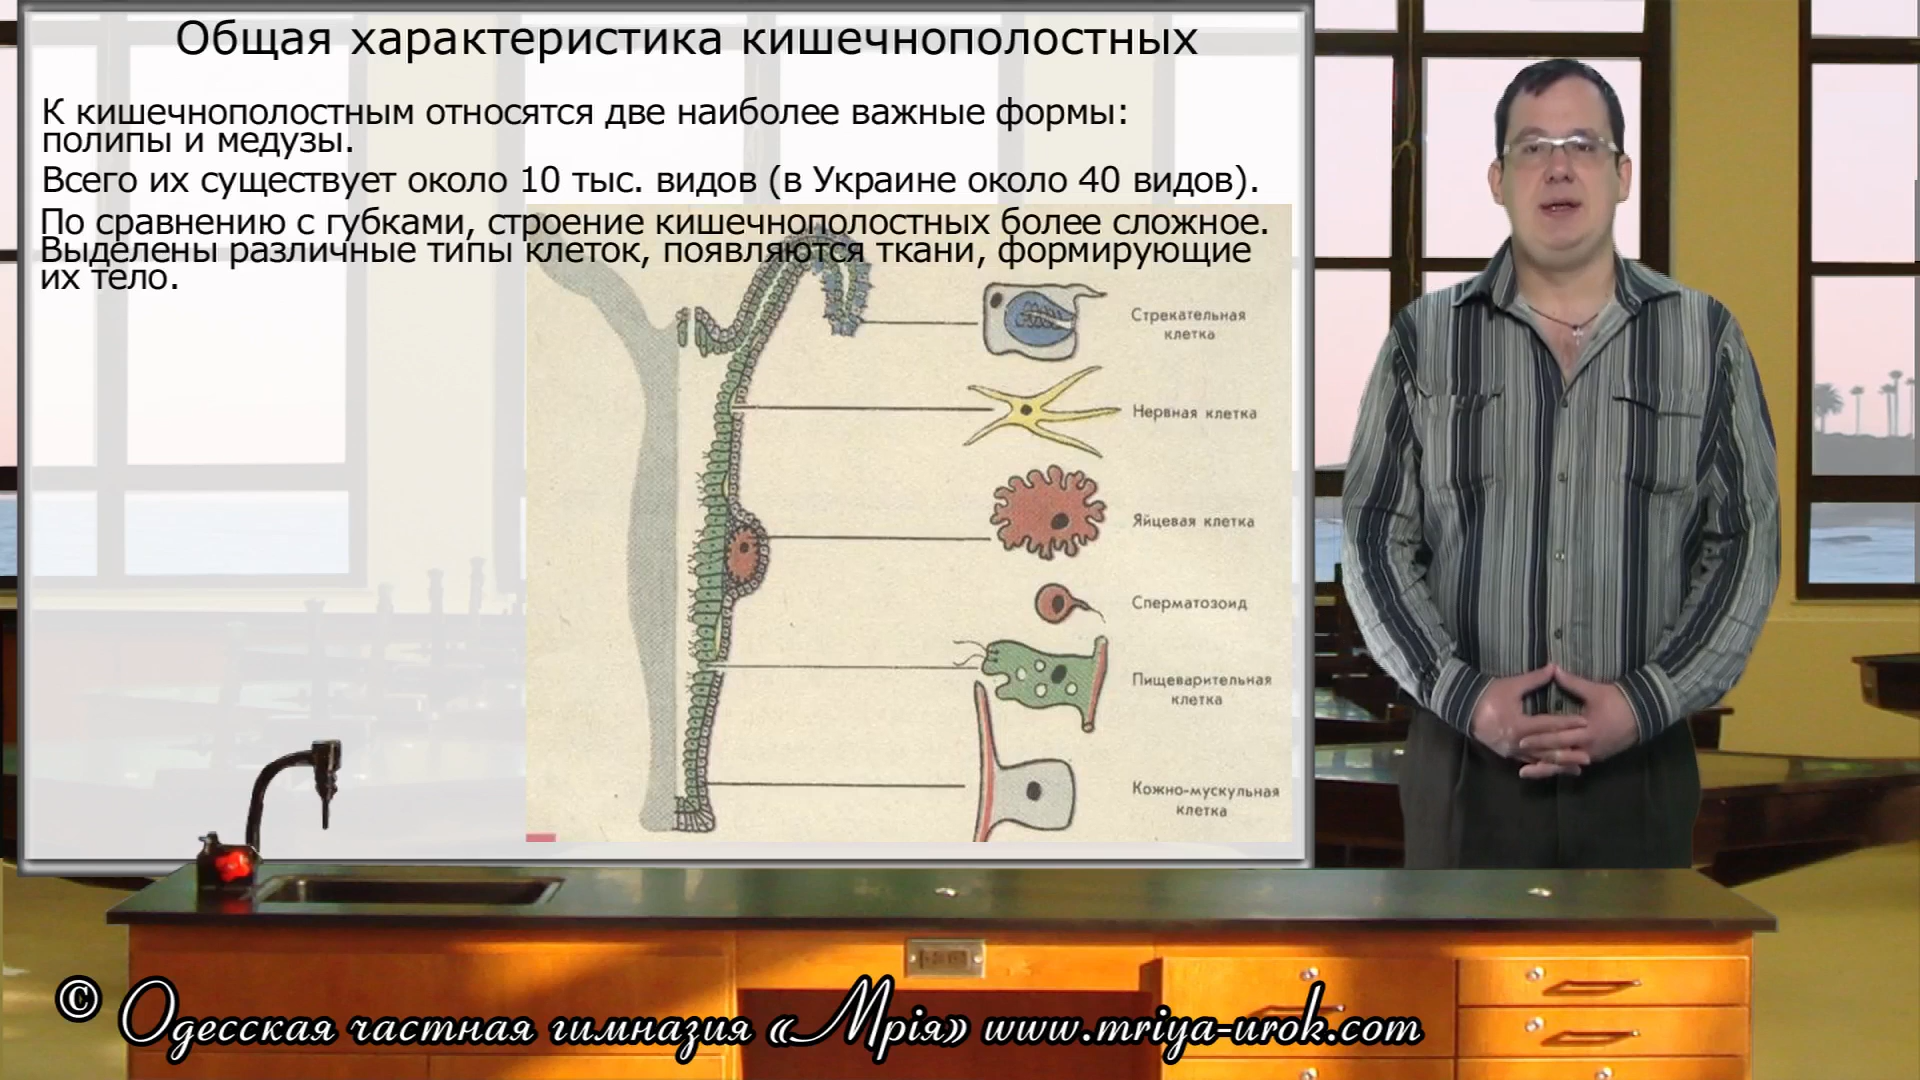 Общая характеристика кишечнополостных
К кишечнополостным относятся две наиболее важные формы:
полипы и медузы.
Всего их существует около 10 тыс. видов (в Украине около 40 видов).
По сравнению с губками, строение кишечнополостных более сложное.
Выделены различные типы клеток, появляются ткани, формирующие
их тело.
Стрекательная
клетка
Нервная клетка
Яйцевая клетка
Сперматозоид
Пищеварительная
клетка
Кожно-мускульная
клетка
© Одесская частная гимназия «Мрія» www.mriya-urok.com